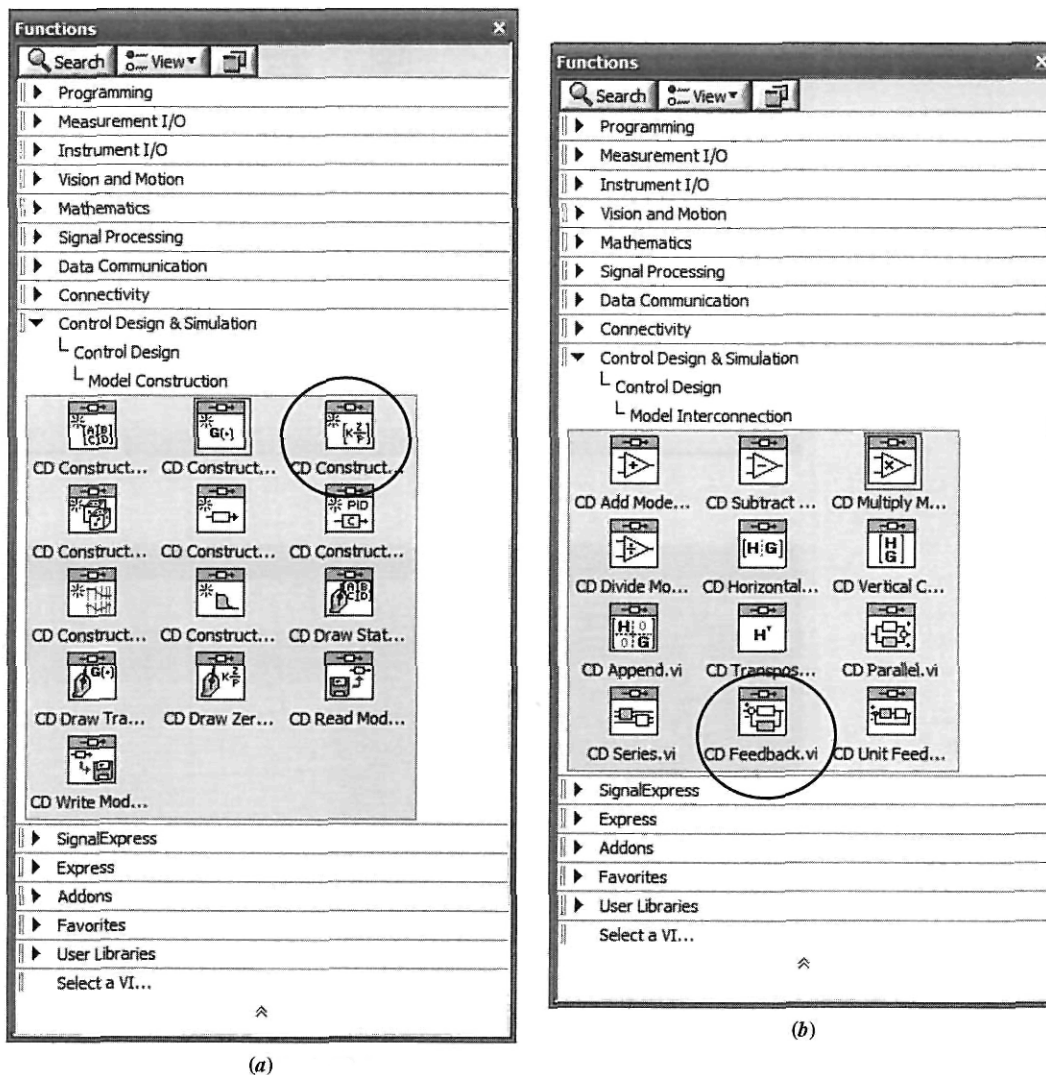 Functions
Search View
Programming
Measurement I/O
Instrument I/O
Vision and Motion
Mathematics
Signal Processing
Data Communication
Connectivity
Control Design & Simulation
Control Design
Model Construction
[A|B] [C|D] G(•) [K Z/P]
CD Construct... CD Construct... CD Construct...
PID C
CD Construct... CD Construct... CD Construct...
A|B C|D
CD Construct... CD Construct... CD Draw Stat...
G(•) K Z/P
CD Draw Tra... CD Draw Zer... CD Read Mod...
CD Write Mod...
SignalExpress
Express
Addons
Favorites
User Libraries
Select a VI...
(a)
Functions
Search View
Programming
Measurement I/O
Instrument I/O
Vision and Motion
Mathematics
Signal Processing
Data Communication
Connectivity
Control Design & Simulation
Control Design
Model Interconnection
+ − ×
CD Add Mode... CD Subtract ... CD Multiply M...
÷ [H G] [H G]
CD Divide Mo... CD Horizontal... CD Vertical C...
H 0 0 G Hᵀ
CD Append.vi CD Transpos... CD Parallel.vi
CD Series.vi CD Feedback.vi CD Unit Feed...
SignalExpress
Express
Addons
Favorites
User Libraries
Select a VI...
(b)